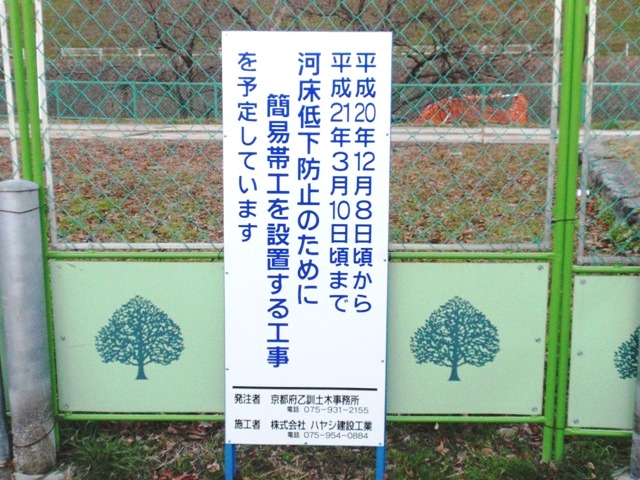 平成20年12月8日頃から
平成21年3月10日頃まで
河床低下防止のために
簡易帯工を設置する工事
を予定しています
発注者 京都府乙訓土木事務所
電話 075-931-2155
施工者 株式会社 ハヤシ建設工業
電話 075-954-0884